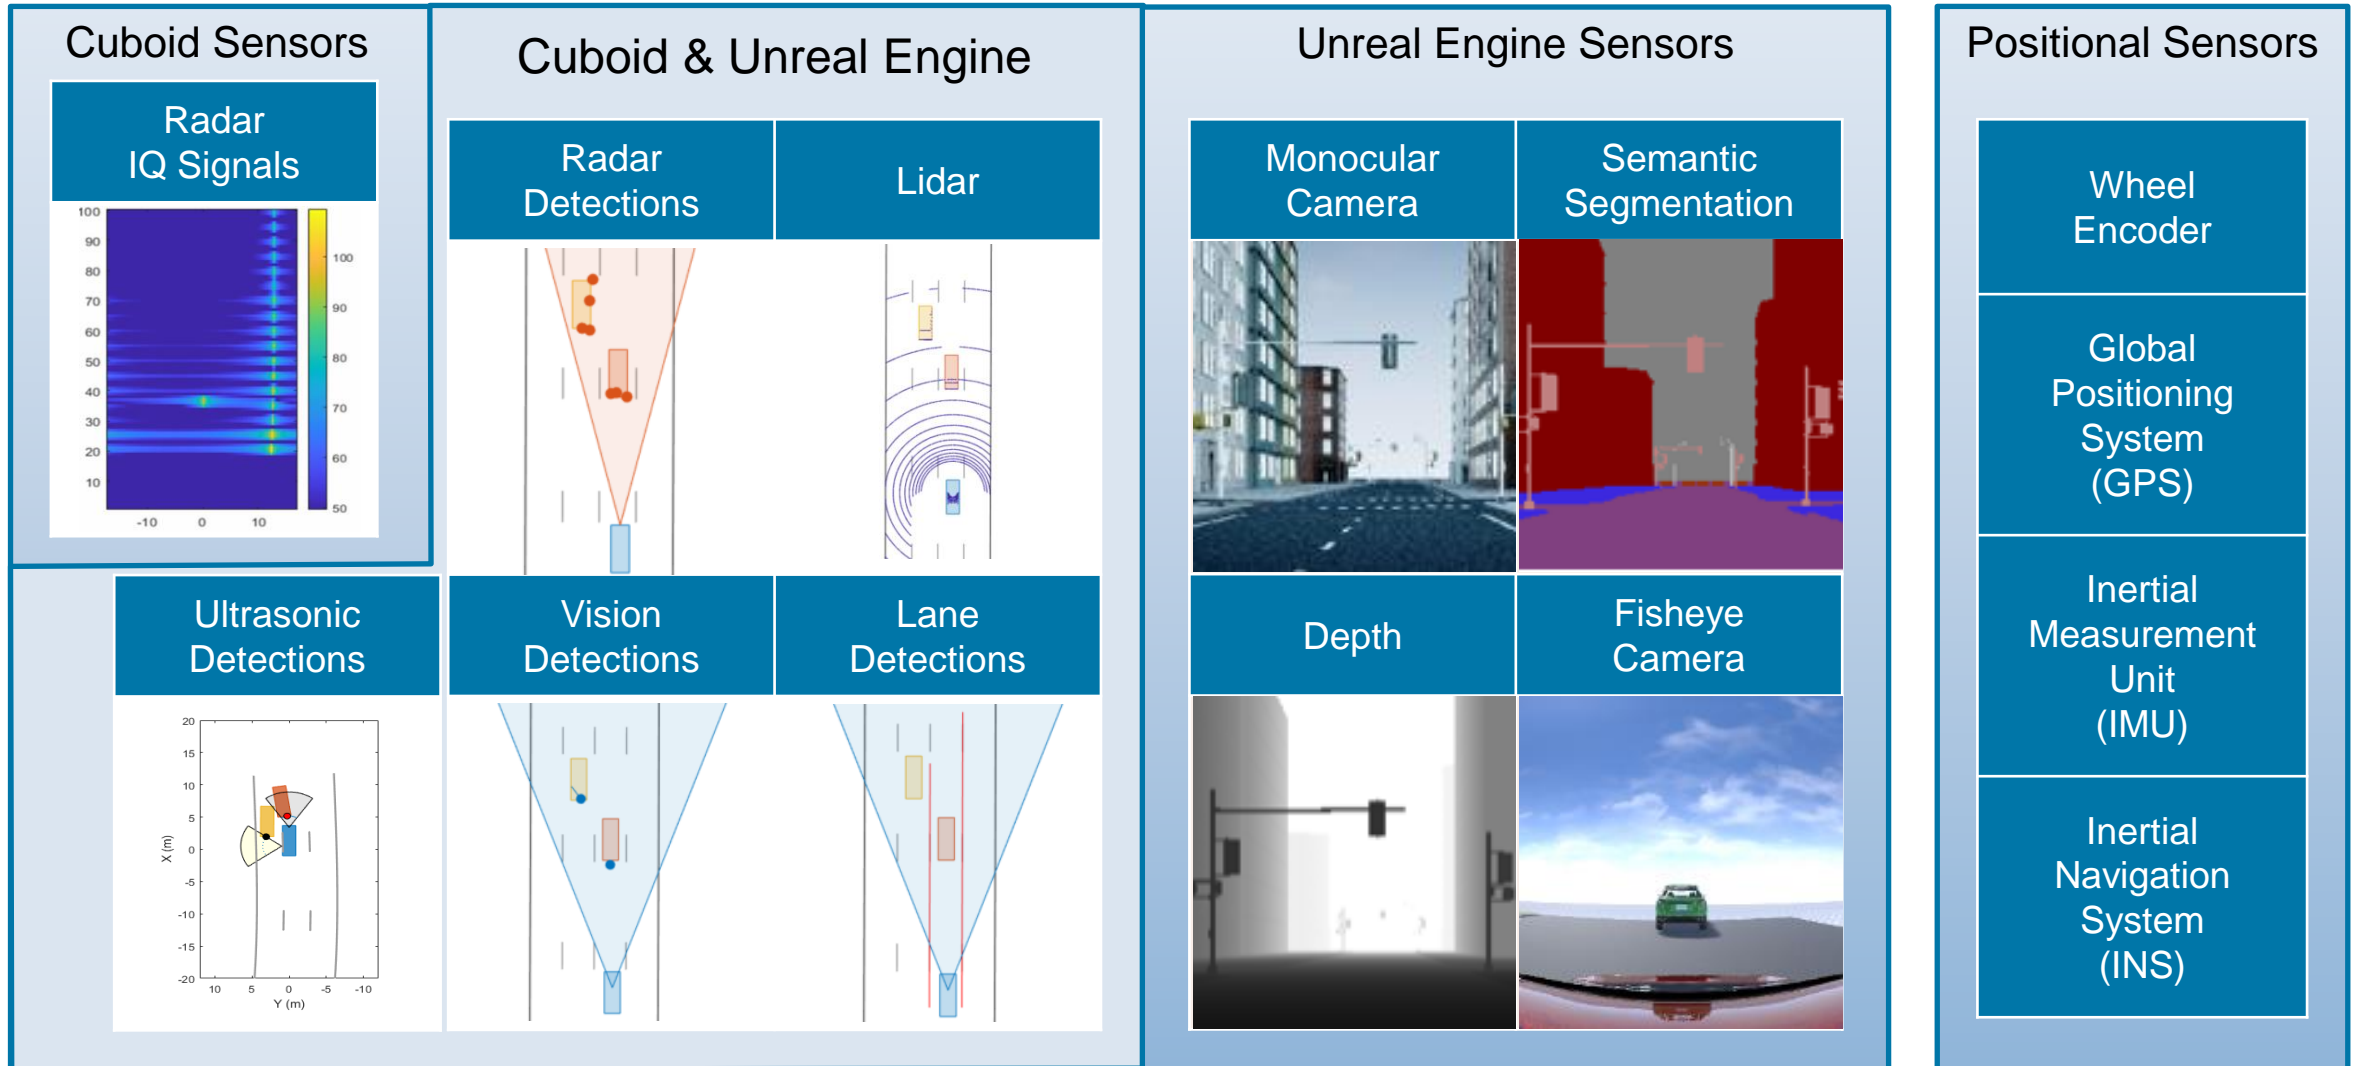 Cuboid Sensors
Radar
IQ Signals
100
90
80
70
60
50
40
30
20
10
-10
0
10
100
90
80
70
60
50
Cuboid & Unreal Engine
Radar
Detections
Lidar
Ultrasonic
Detections
20
15
10
5
0
-5
-10
-15
-20
X (m)
10
5
0
-5
-10
Y (m)
Vision
Detections
Lane
Detections
Unreal Engine Sensors
Monocular
Camera
Semantic
Segmentation
Depth
Fisheye
Camera
Positional Sensors
Wheel
Encoder
Global
Positioning
System
(GPS)
Inertial
Measurement
Unit
(IMU)
Inertial
Navigation
System
(INS)